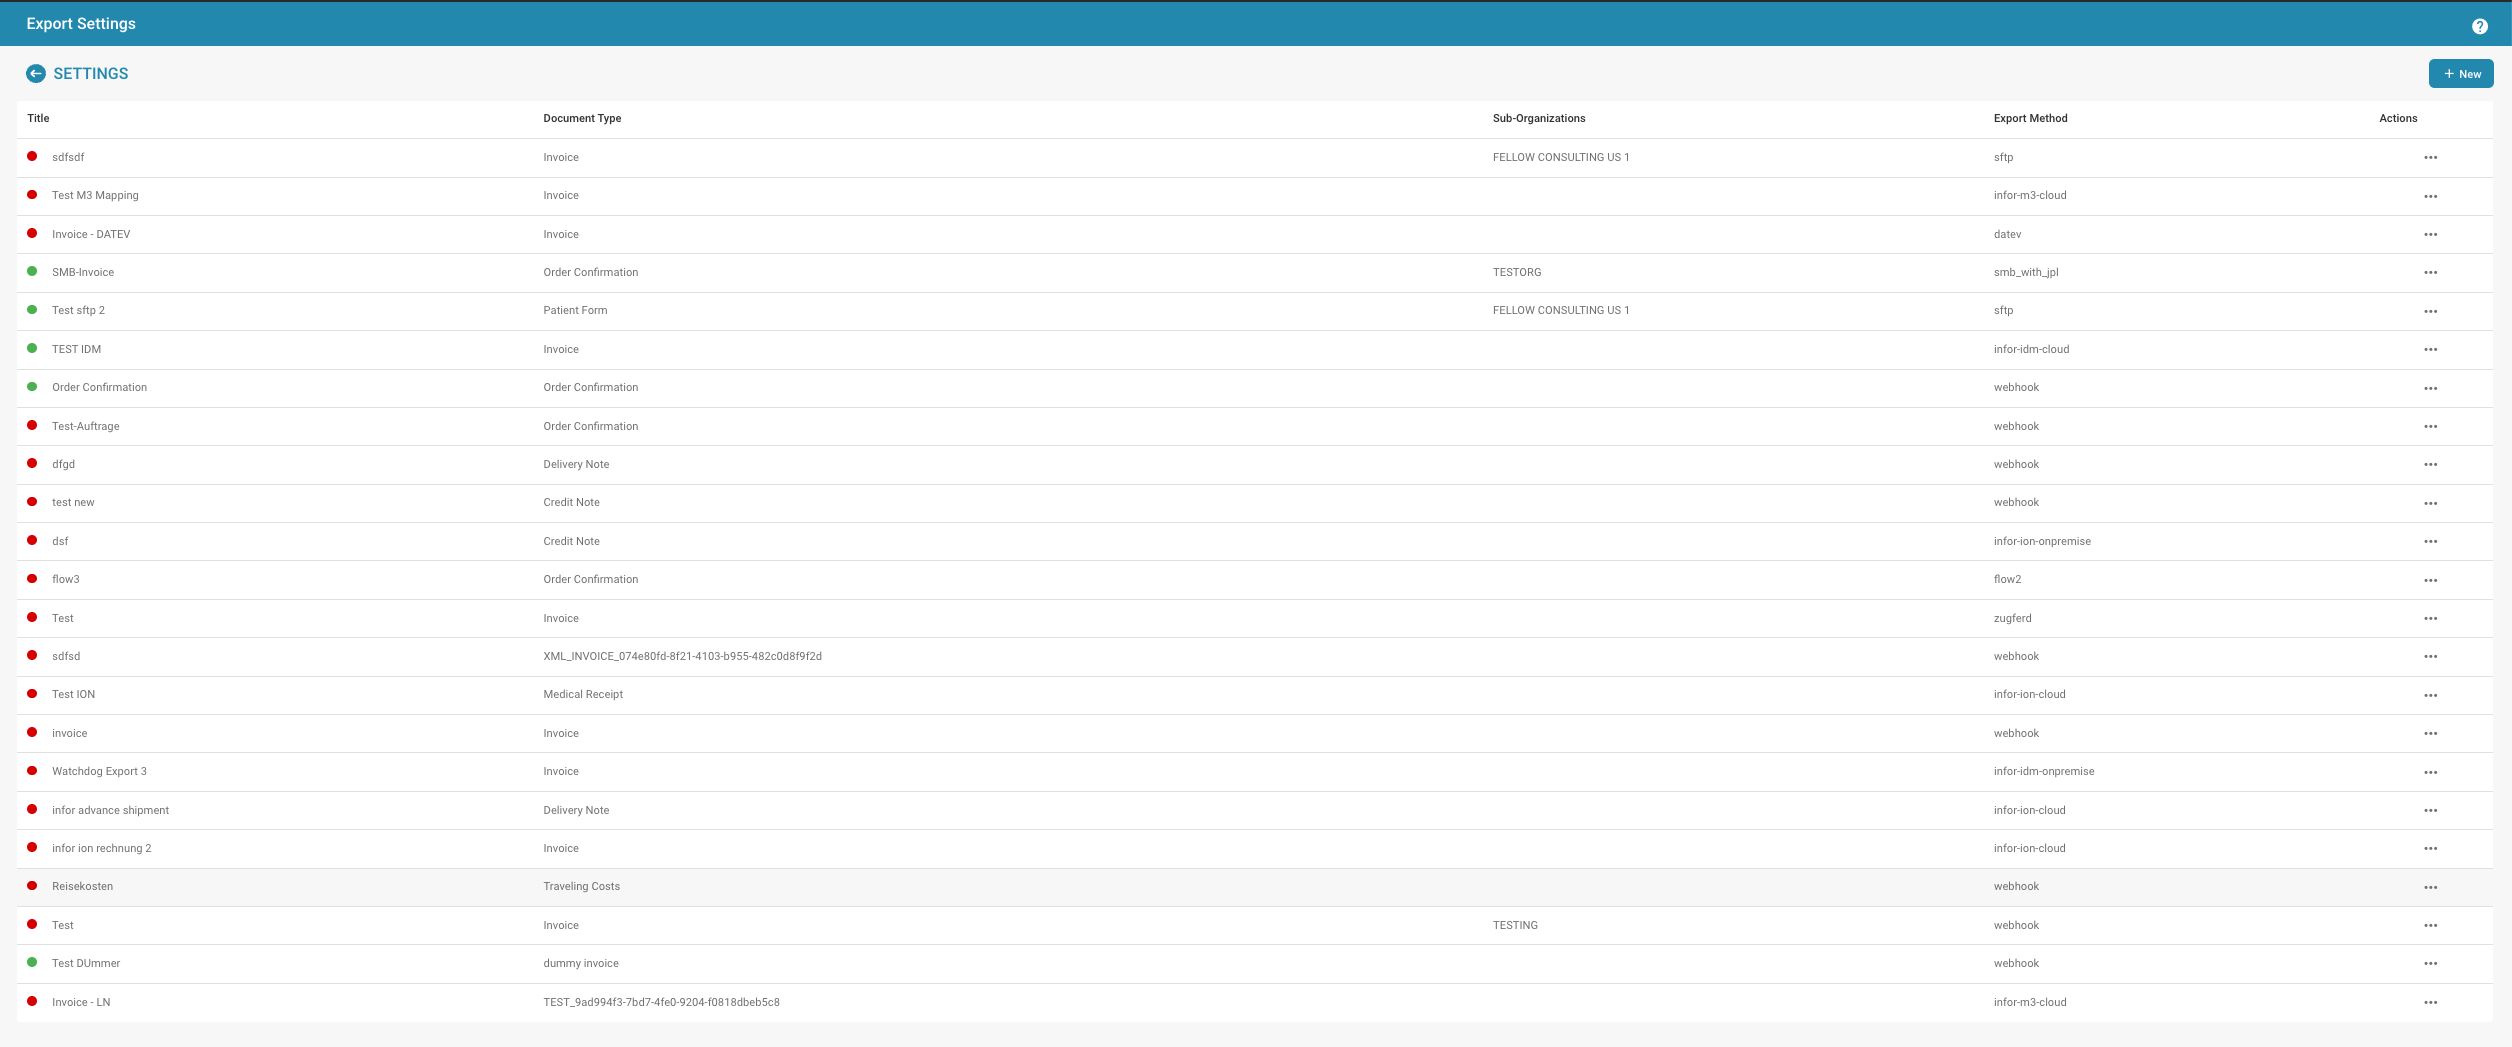 Export Settings
SETTINGS
+ New
Title Document Type Sub-Organizations Export Method Actions
sdfsdf Invoice FELLOW CONSULTING US 1 sftp
Test M3 Mapping Invoice infor-m3-cloud
Invoice - DATEV Invoice datev
SMB-Invoice Order Confirmation TESTORG smb_with_jpl
Test sftp 2 Patient Form FELLOW CONSULTING US 1 sftp
TEST IDM Invoice infor-idm-cloud
Order Confirmation Order Confirmation webhook
Test-Auftrage Order Confirmation webhook
dfgd Delivery Note webhook
test new Credit Note webhook
dsf Credit Note infor-ion-onpremise
flow3 Order Confirmation flow2
Test Invoice zugferd
sdfsd XML_INVOICE_074e80fd-8f21-4103-b955-482c0d8f9f2d webhook
Test ION Medical Receipt infor-ion-cloud
invoice Invoice webhook
Watchdog Export 3 Invoice infor-idm-onpremise
infor advance shipment Delivery Note infor-ion-cloud
infor ion rechnung 2 Invoice infor-ion-cloud
Reisekosten Traveling Costs webhook
Test Invoice TESTING webhook
Test DUmmer dummy invoice webhook
Invoice - LN TEST_9ad994f3-7bd7-4fe0-9204-f0818dbeb5c8 infor-m3-cloud